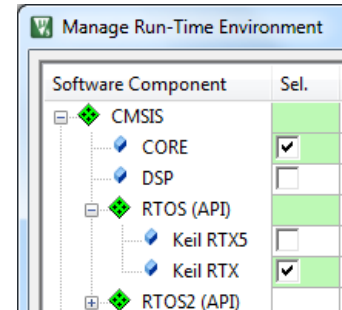 Manage Run-Time Environment
Software Component Sel.
CMSIS
CORE
DSP
RTOS (API)
Keil RTX5
Keil RTX
RTOS2 (API)